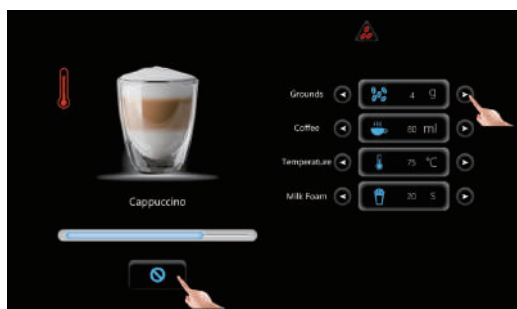 Grounds 4 g
Coffee 80 ml
Temperature 75 °C
Milk Foam 20 S
Cappuccino